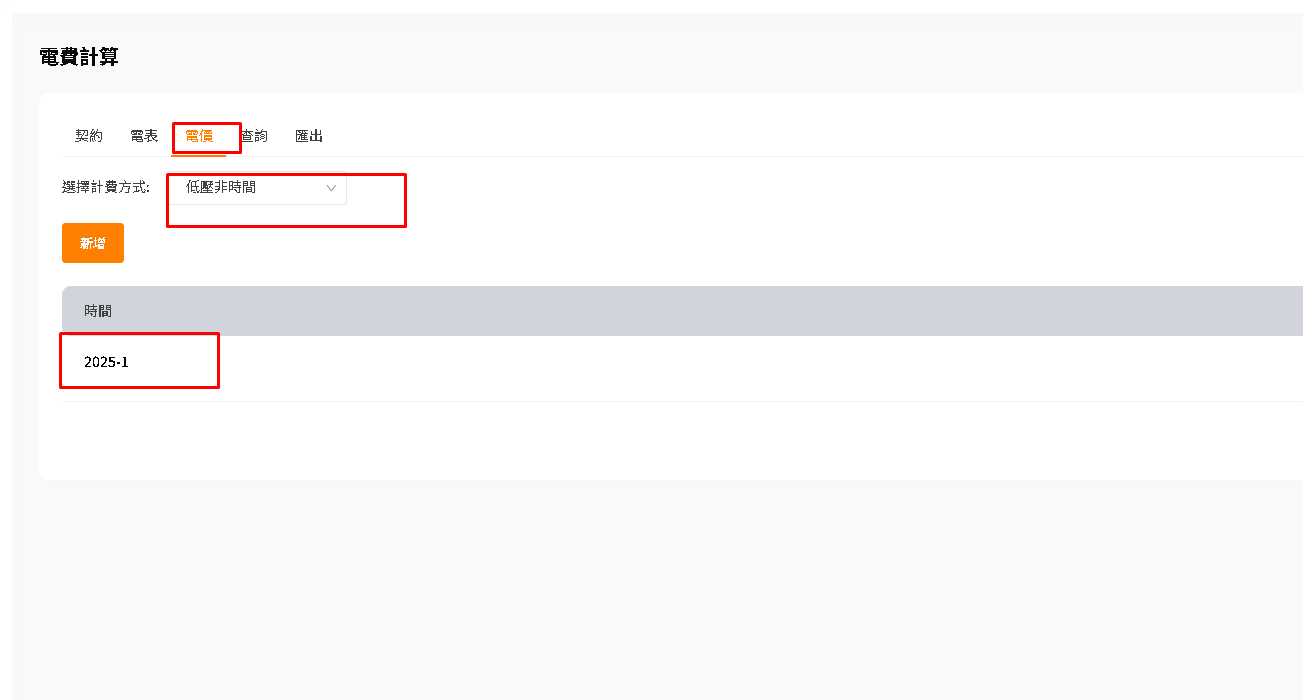 電費計算
契約 電表 電價 查詢 匯出
選擇計費方式: 低壓非時間
新增
時間
2025-1